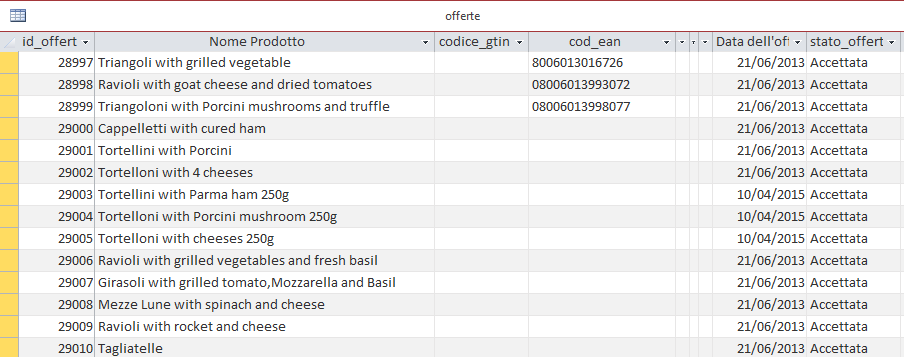 offerte
id_offert Nome Prodotto codice_gtin cod_ean Data dell'of stato_offert
28997 Triangoli with grilled vegetable 8006013016726 21/06/2013 Accettata
28998 Ravioli with goat cheese and dried tomatoes 08006013993072 21/06/2013 Accettata
28999 Triangoloni with Porcini mushrooms and truffle 08006013998077 21/06/2013 Accettata
29000 Cappelletti with cured ham 21/06/2013 Accettata
29001 Tortellini with Porcini 21/06/2013 Accettata
29002 Tortelloni with 4 cheeses 21/06/2013 Accettata
29003 Tortellini with Parma ham 250g 10/04/2015 Accettata
29004 Tortelloni with Porcini mushroom 250g 10/04/2015 Accettata
29005 Tortelloni with cheeses 250g 10/04/2015 Accettata
29006 Ravioli with grilled vegetables and fresh basil 21/06/2013 Accettata
29007 Girasoli with grilled tomato,Mozzarella and Basil 21/06/2013 Accettata
29008 Mezze Lune with spinach and cheese 21/06/2013 Accettata
29009 Ravioli with rocket and cheese 21/06/2013 Accettata
29010 Tagliatelle 21/06/2013 Accettata